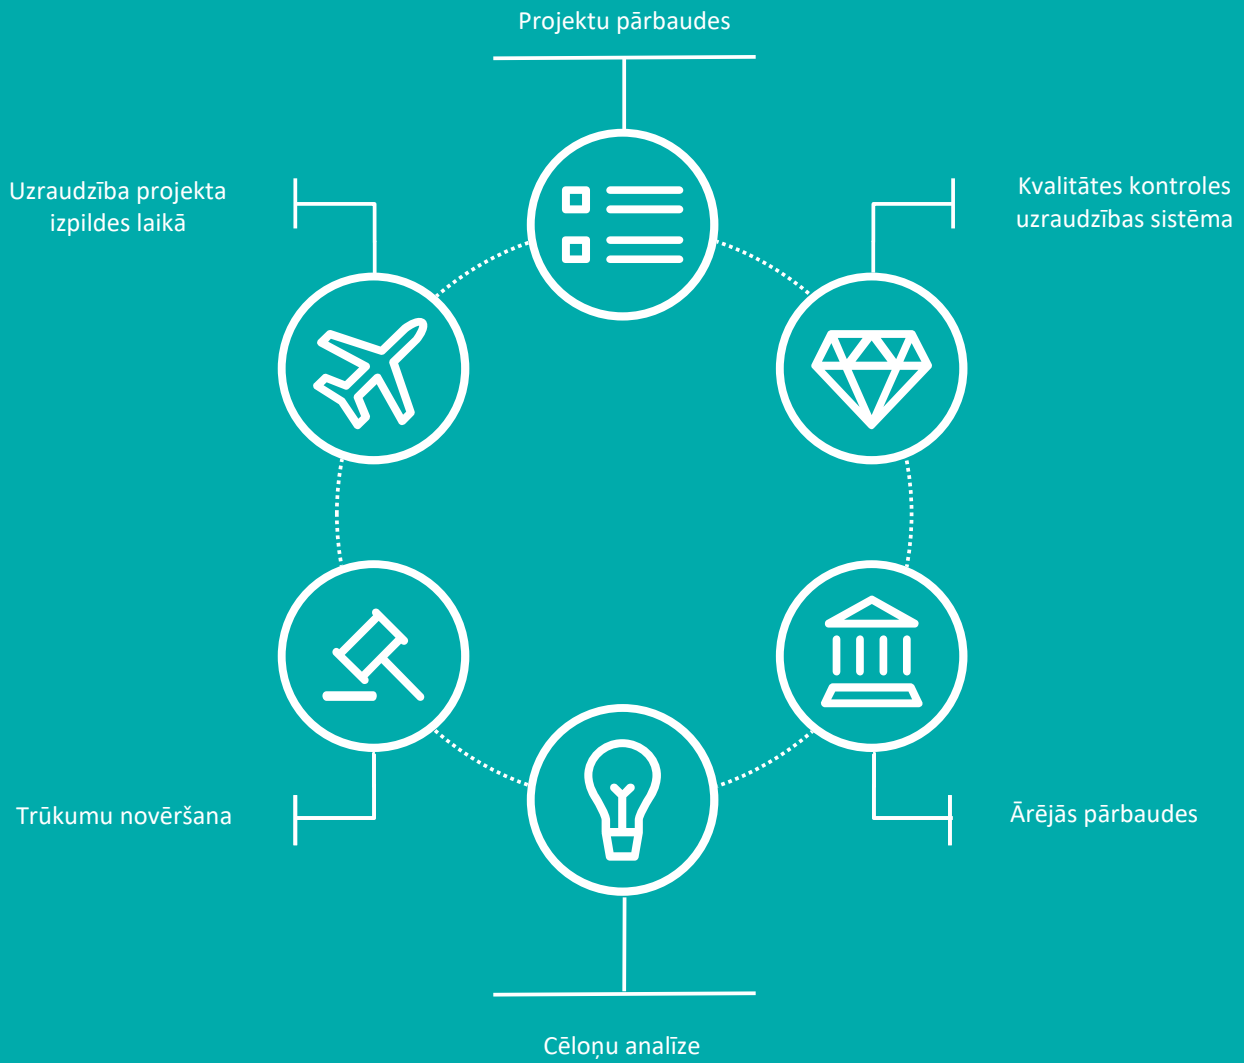 Projektu pārbaudes
Uzraudzība projekta
izpildes laikā
Kvalitātes kontroles
uzraudzības sistēma
Trūkumu novēršana
Ārējās pārbaudes
Cēloņu analīze